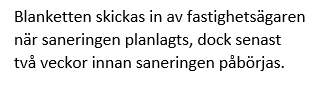 Blanketten skickas in av fastighetsägaren
när saneringen planlagts, dock senast
två veckor innan saneringen påbörjas.